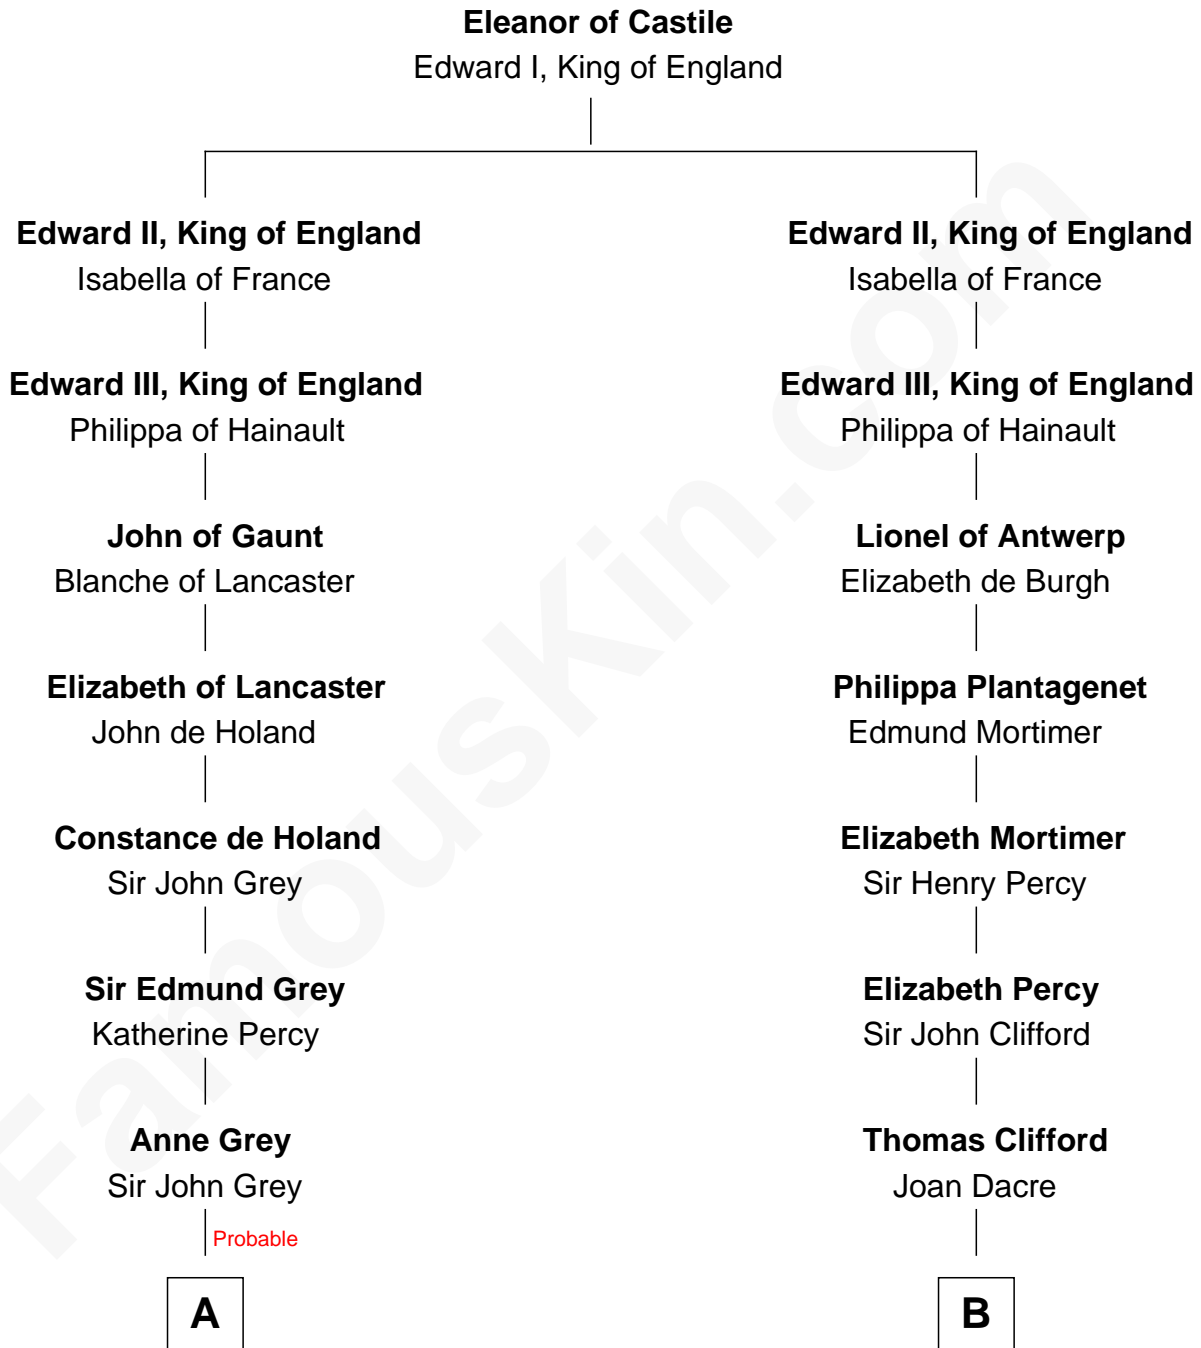 Eleanor of Castile
Edward I, King of England
Edward II, King of England
Isabella of France
Edward III, King of England
Philippa of Hainault
John of Gaunt
Blanche of Lancaster
Elizabeth of Lancaster
John de Holand
Constance de Holand
Sir John Grey
Sir Edmund Grey
Katherine Percy
Anne Grey
Sir John Grey
Probable
A
Edward II, King of England
Isabella of France
Edward III, King of England
Philippa of Hainault
Lionel of Antwerp
Elizabeth de Burgh
Philippa Plantagenet
Edmund Mortimer
Elizabeth Mortimer
Sir Henry Percy
Elizabeth Percy
Sir John Clifford
Thomas Clifford
Joan Dacre
B
FamousKin.com